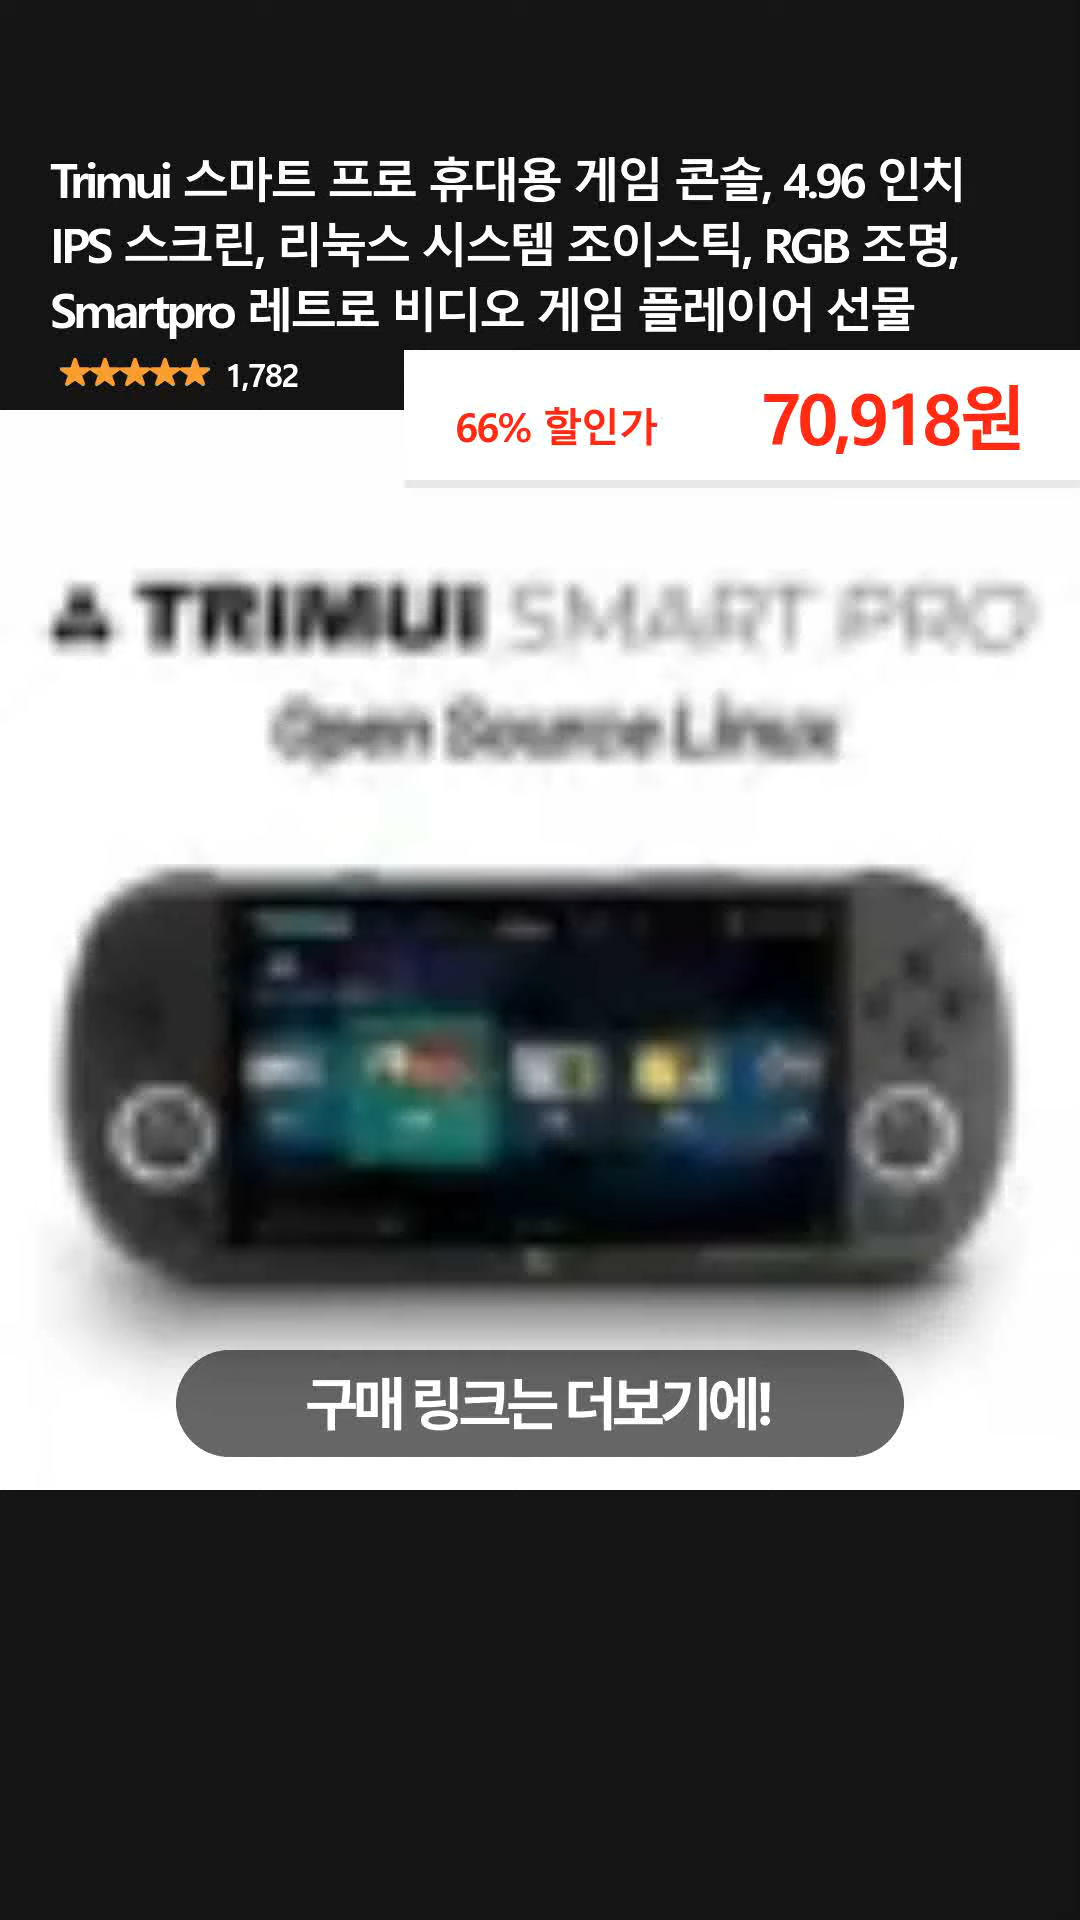 Trimui 스마트 프로 휴대용 게임 콘솔, 4.96 인치
IPS 스크린, 리눅스 시스템 조이스틱, RGB 조명,
Smartpro 레트로 비디오 게임 플레이어 선물
1,782
66% 할인가 70,918원
TRIMUI SMART PRO
Open Source Linux
구매 링크는 더보기에!